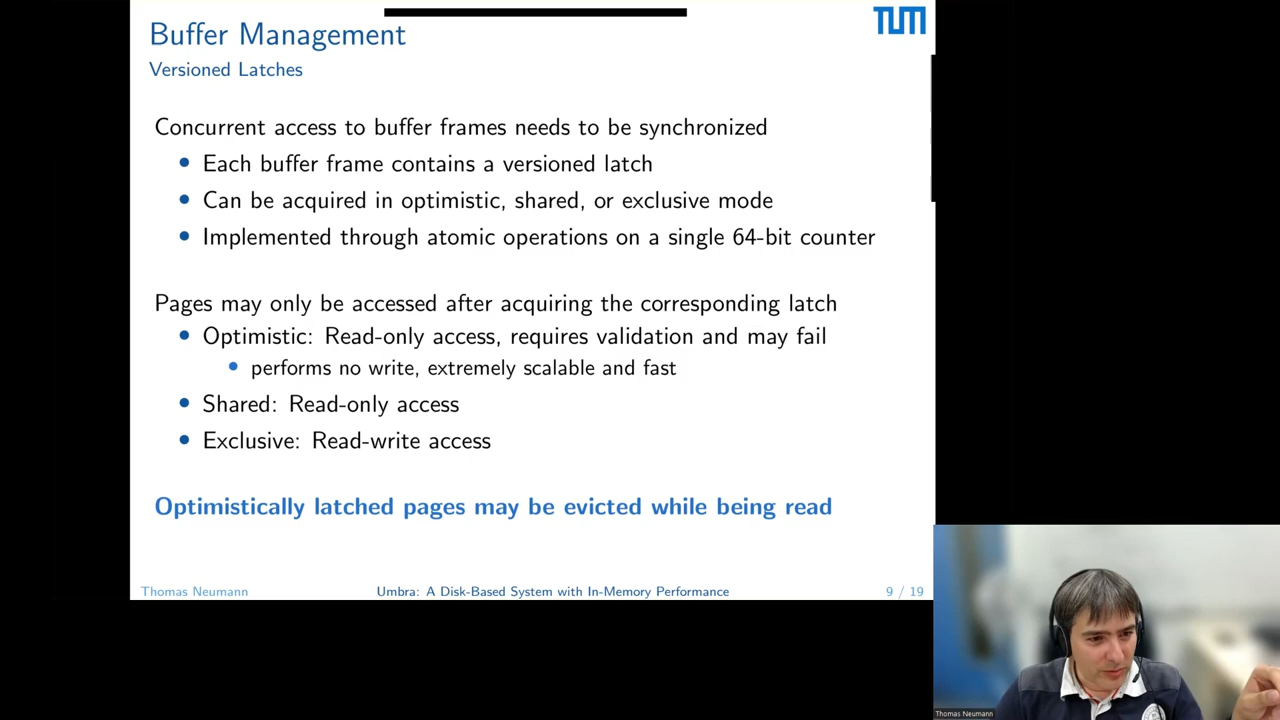 Buffer Management
TUM
Versioned Latches
Concurrent access to buffer frames needs to be synchronized
• Each buffer frame contains a versioned latch
• Can be acquired in optimistic, shared, or exclusive mode
• Implemented through atomic operations on a single 64-bit counter
Pages may only be accessed after acquiring the corresponding latch
• Optimistic: Read-only access, requires validation and may fail
• performs no write, extremely scalable and fast
• Shared: Read-only access
• Exclusive: Read-write access
Optimistically latched pages may be evicted while being read
Thomas Neumann Umbra: A Disk-Based System with In-Memory Performance 9 / 19
Thomas Neumann